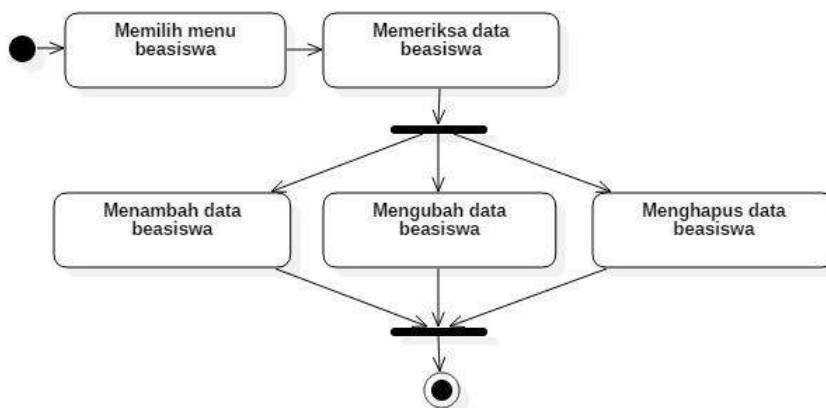 Memilih menu
beasiswa
Memeriksa data
beasiswa
Menambah data
beasiswa
Mengubah data
beasiswa
Menghapus data
beasiswa